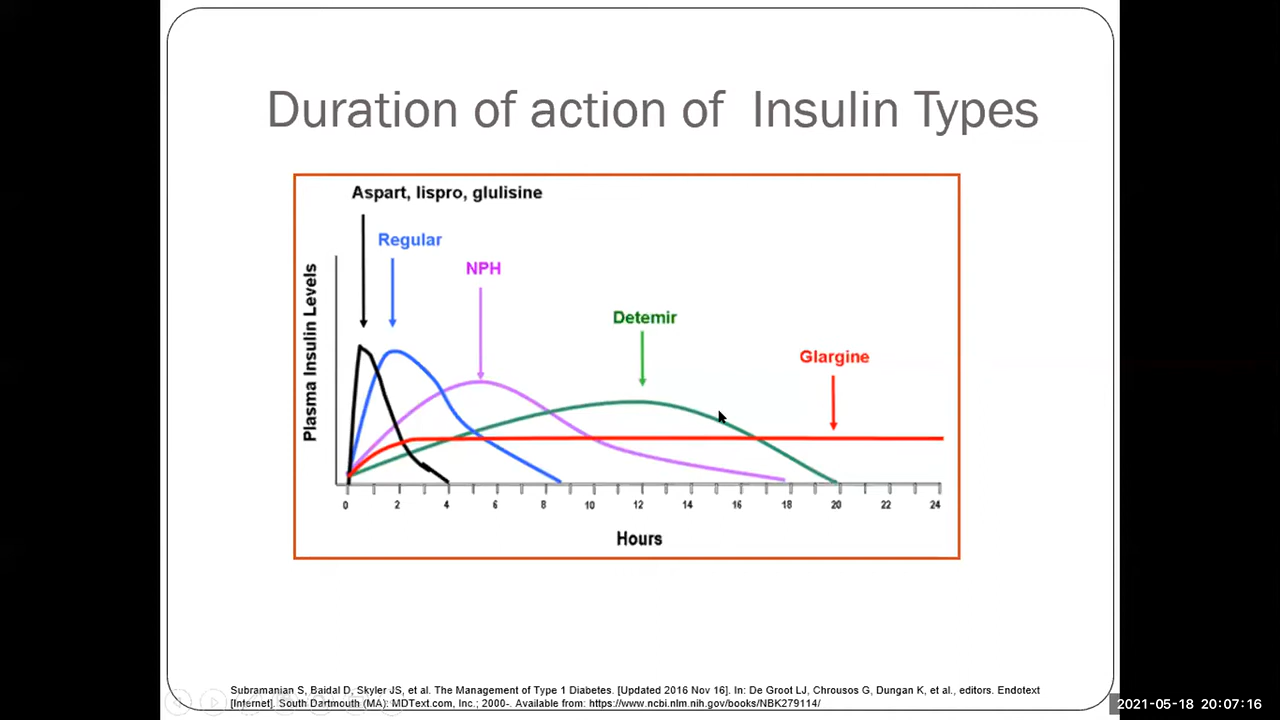 Duration of action of Insulin Types
Aspart, lispro, glulisine
Regular
NPH
Detemir
Glargine
Plasma Insulin Levels
0 2 4 6 8 10 12 14 16 18 20 22 24
Hours
Subramanian S, Baidal D, Skyler JS, et al. The Management of Type 1 Diabetes. [Updated 2016 Nov 16]. In: De Groot LJ, Chrousos G, Dungan K, et al., editors. Endotext
[Internet]. South Dartmouth (MA): MDText.com, Inc.; 2000-. Available from: https://www.ncbi.nlm.nih.gov/books/NBK279114/
2021-05-18 20:07:16